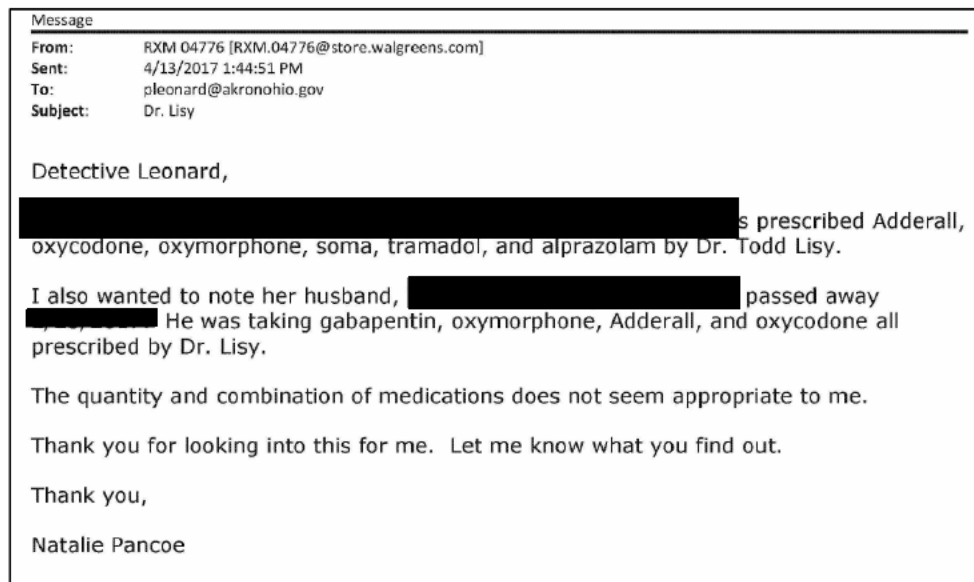 Message
From: RXM 04776 [RXM.04776@store.walgreens.com]
Sent: 4/13/2017 1:44:51 PM
To: pleonard@akronohio.gov
Subject: Dr. Lisy
Detective Leonard,
s prescribed Adderall,
oxycodone, oxymorphone, soma, tramadol, and alprazolam by Dr. Todd Lisy.
I also wanted to note her husband, passed away
He was taking gabapentin, oxymorphone, Adderall, and oxycodone all
prescribed by Dr. Lisy.
The quantity and combination of medications does not seem appropriate to me.
Thank you for looking into this for me. Let me know what you find out.
Thank you,
Natalie Pancoe